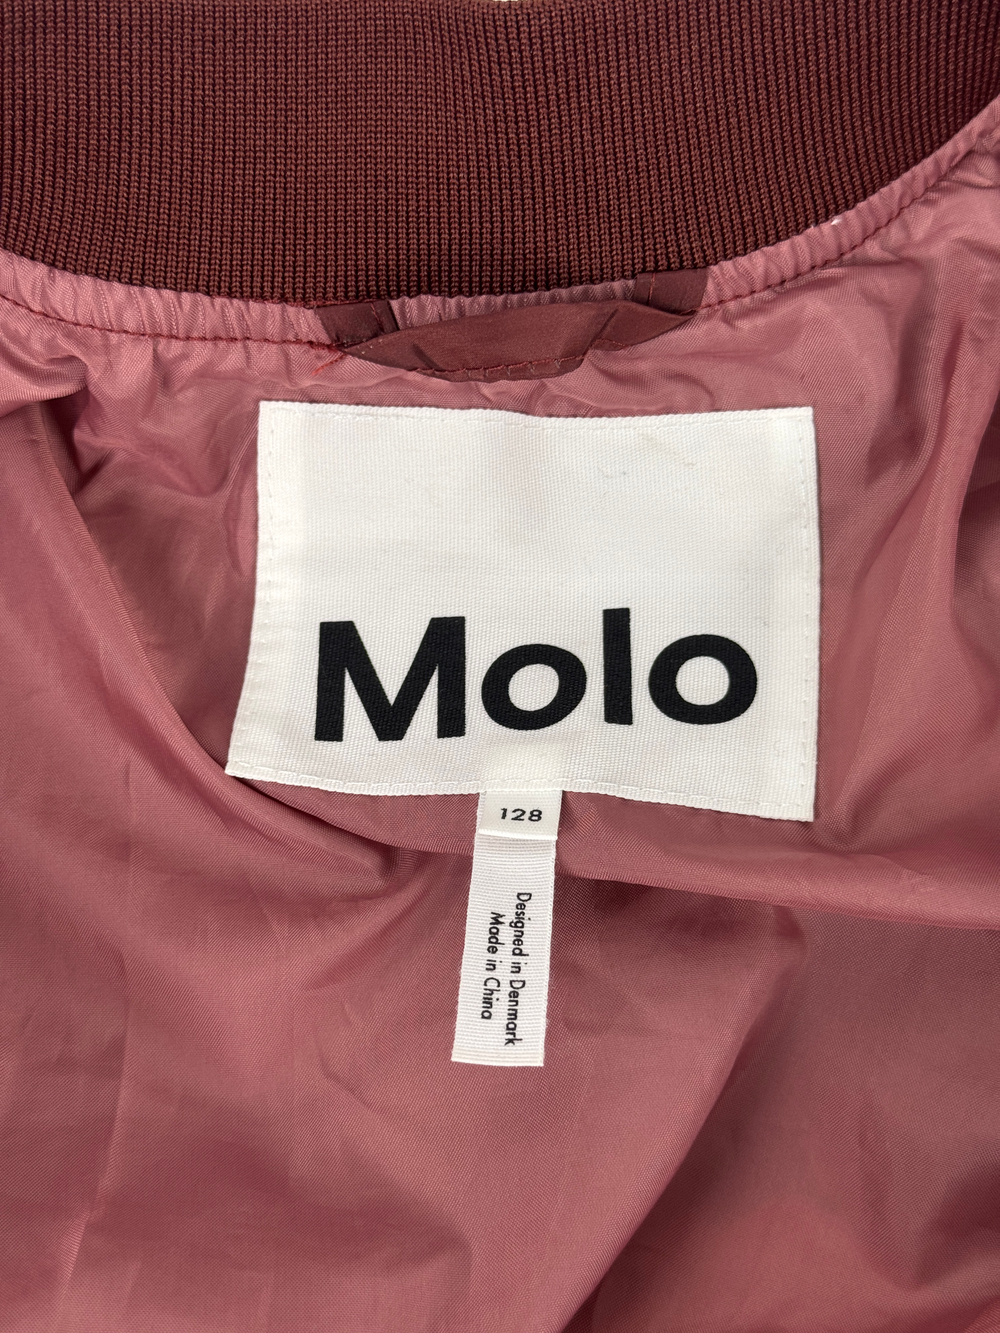 Molo
128
Designed in Denmark
Made in China